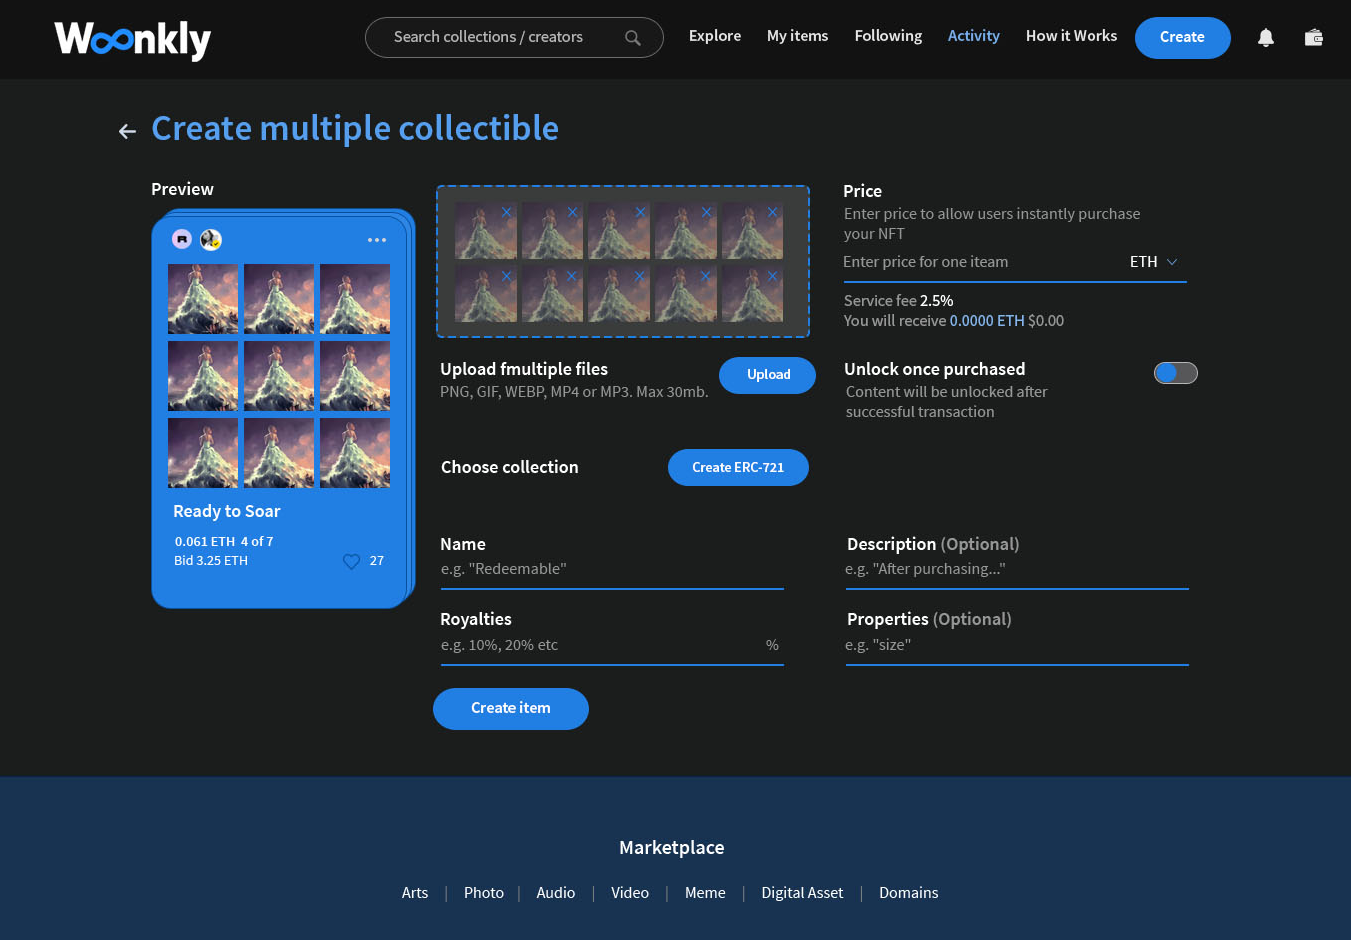 Woonkly
Search collections / creators
Explore
My items
Following
Activity
How it Works
Create
Create multiple collectible
Preview
Ready to Soar
0.061 ETH 4 of 7
Bid 3.25 ETH
27
Upload fmultiple files
PNG, GIF, WEBP, MP4 or MP3. Max 30mb.
Upload
Choose collection
Create ERC-721
Price
Enter price to allow users instantly purchase
your NFT
Enter price for one iteam
ETH
Service fee 2.5%
You will receive 0.0000 ETH $0.00
Unlock once purchased
Content will be unlocked after
successful transaction
Name
e.g. "Redeemable"
Description (Optional)
e.g. "After purchasing..."
Royalties
e.g. 10%, 20% etc
%
Properties (Optional)
e.g. "size"
Create item
Marketplace
Arts | Photo | Audio | Video | Meme | Digital Asset | Domains